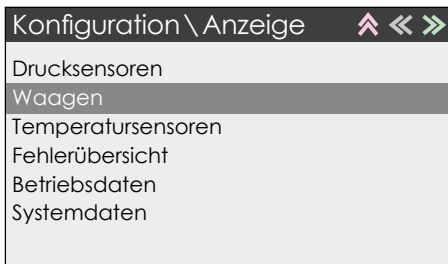 Konfiguration \ Anzeige
Drucksensoren
Waagen
Temperatursensoren
Fehlerübersicht
Betriebsdaten
Systemdaten